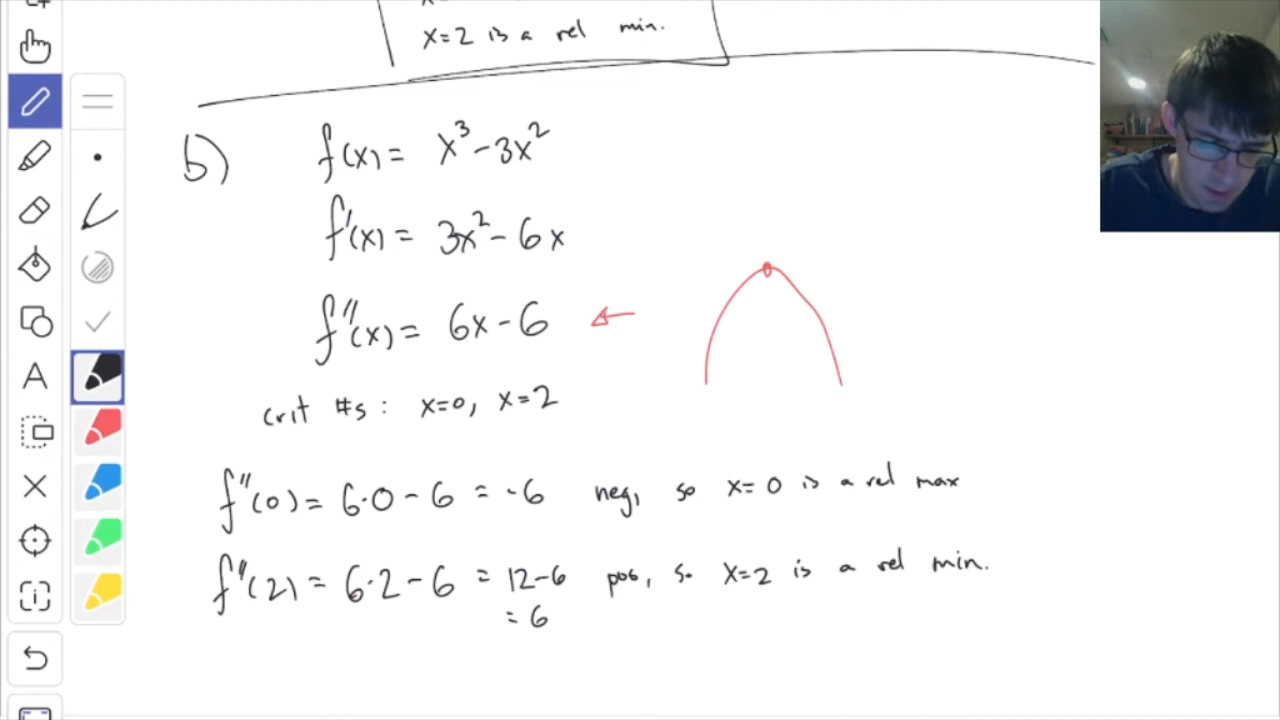 x=2 is a rel min.
b) f(x) = x³-3x²
f'(x) = 3x²-6x
f''(x) = 6x-6
crit #s: x=0, x=2
f''(0) = 6·0-6 = -6 neg, so x=0 is a rel max
f''(2) = 6·2-6 = 12-6 pos, so x=2 is a rel min.
= 6
A